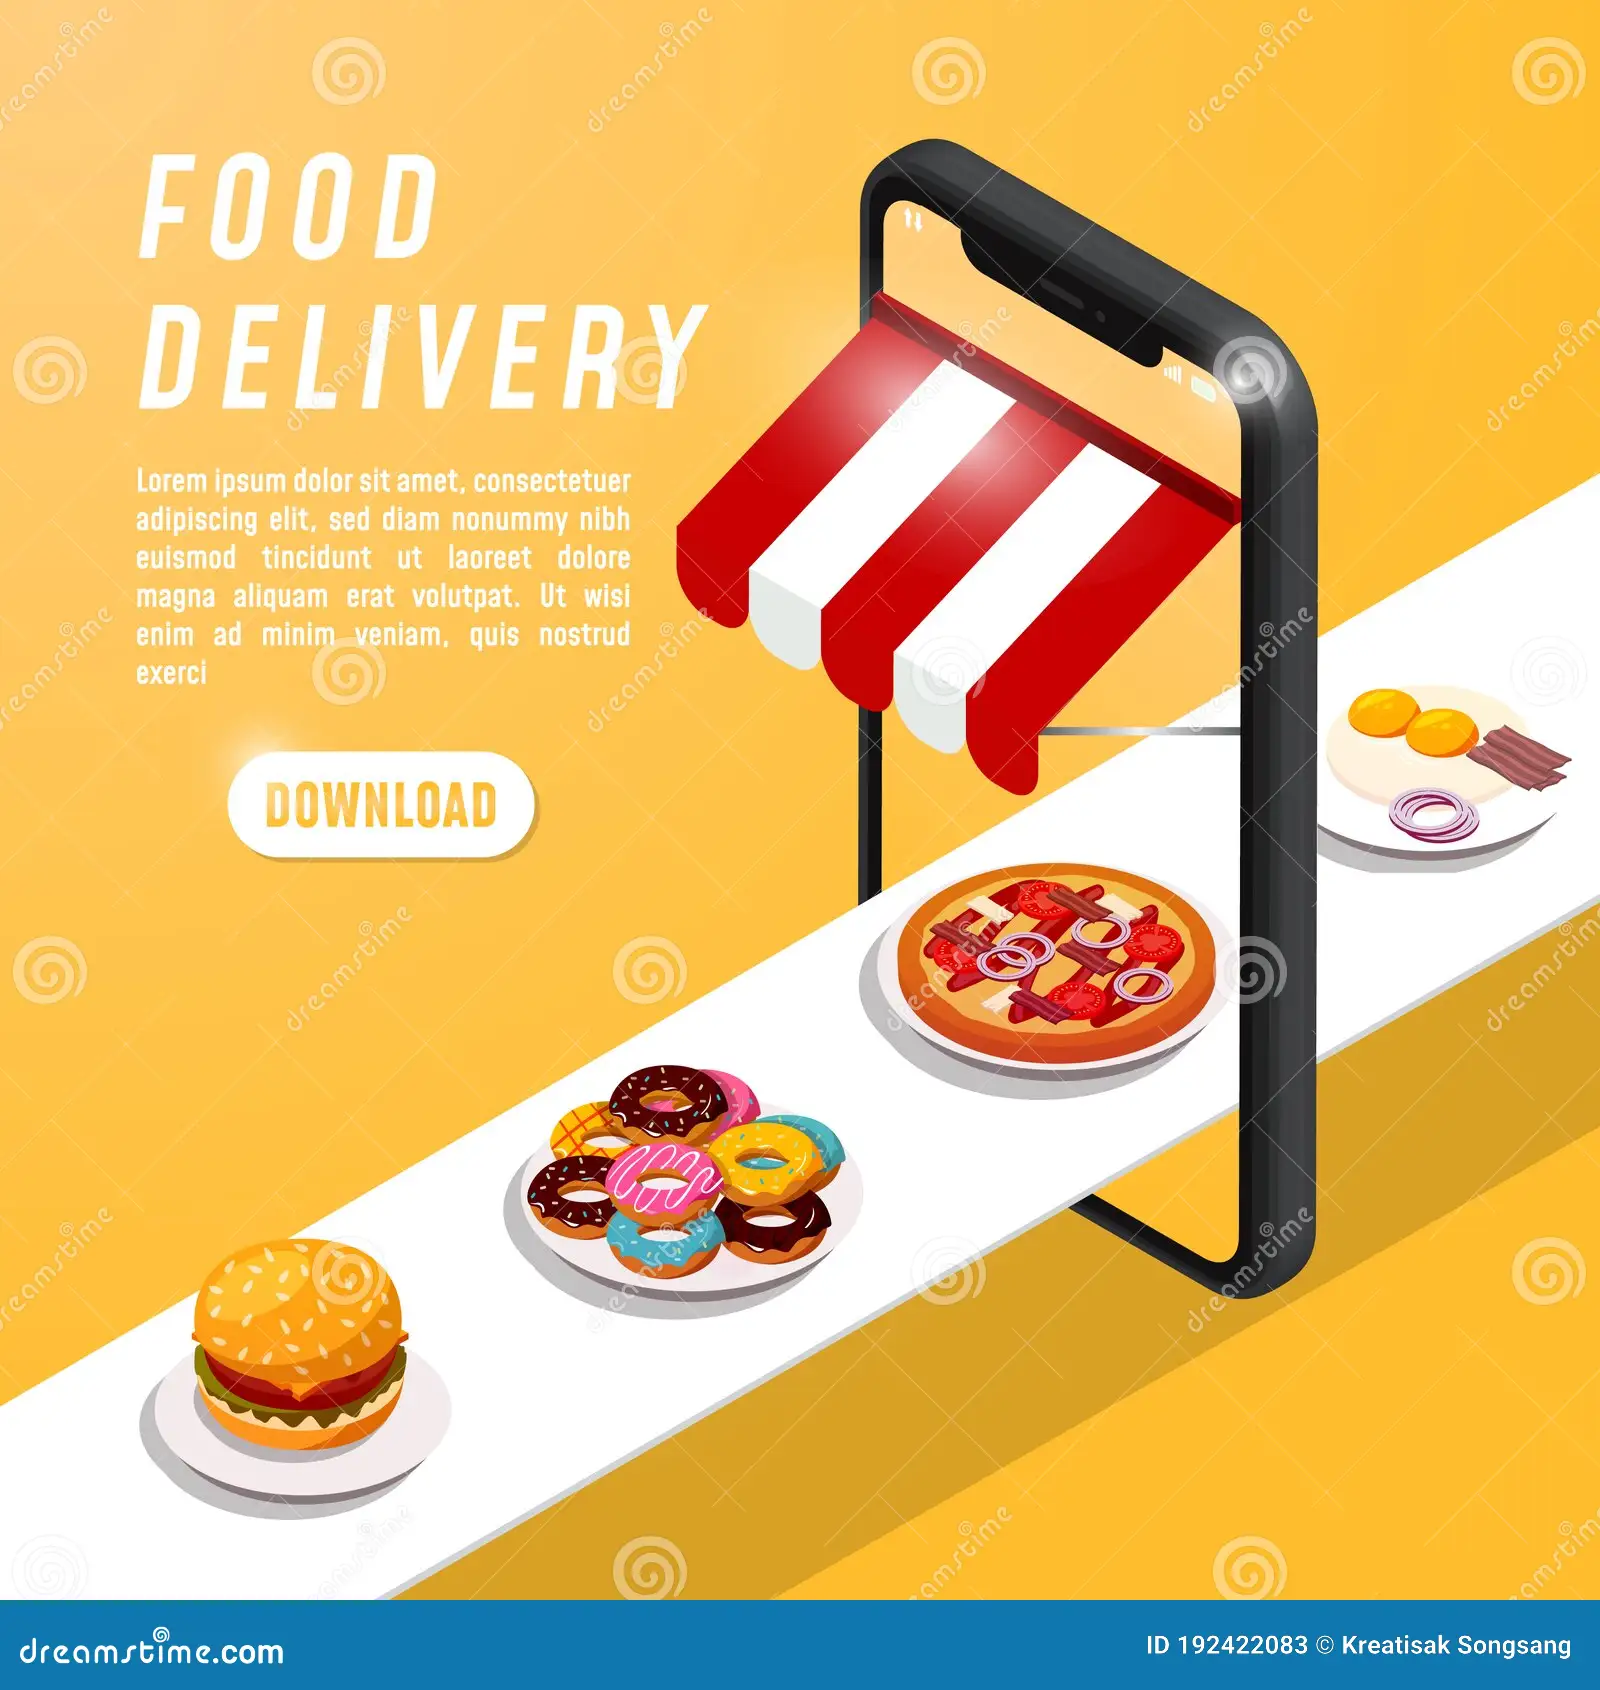 FOOD
DELIVERY
Lorem ipsum dolor sit amet, consectetuer
adipiscing elit, sed diam nonummy nibh
euismod tincidunt ut laoreet dolore
magna aliquam erat volutpat. Ut wisi
enim ad minim veniam, quis nostrud
exerci
DOWNLOAD
dreamstime.com
ID 192422083 © Kreatisak Songsang